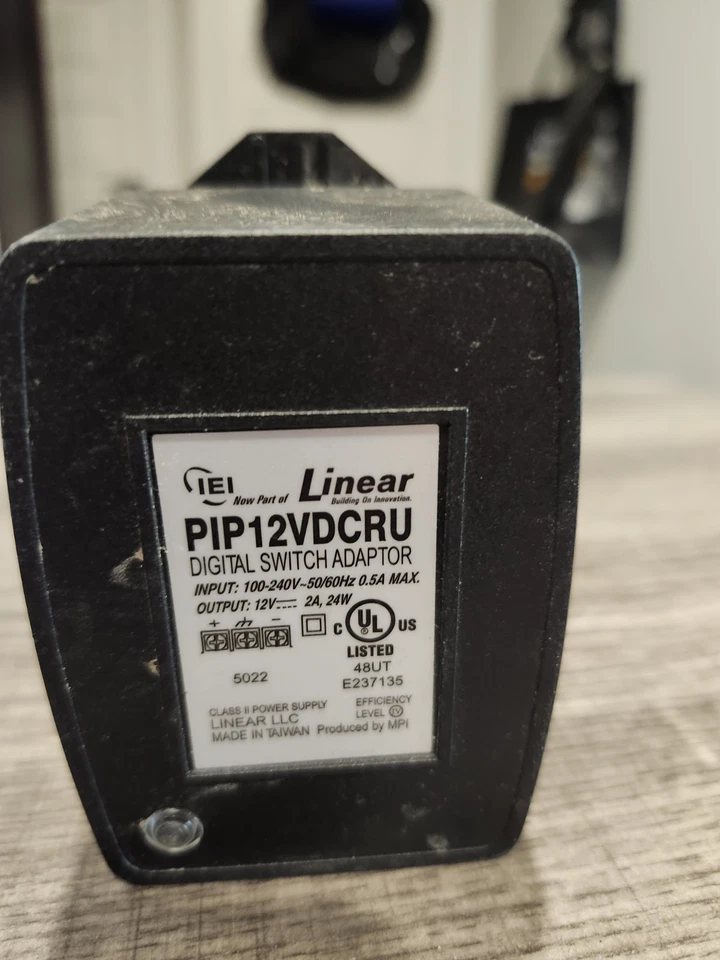 IEI Now Part of Linear
Building On Innovation.
PIP12VDCRU
DIGITAL SWITCH ADAPTOR
INPUT: 100-240V~50/60Hz 0.5A MAX.
OUTPUT: 12V⎓ 2A, 24W
+ −
C UL US
LISTED
5022
48UT
E237135
CLASS II POWER SUPPLY
LINEAR LLC
MADE IN TAIWAN Produced by MPI
EFFICIENCY
LEVEL IV